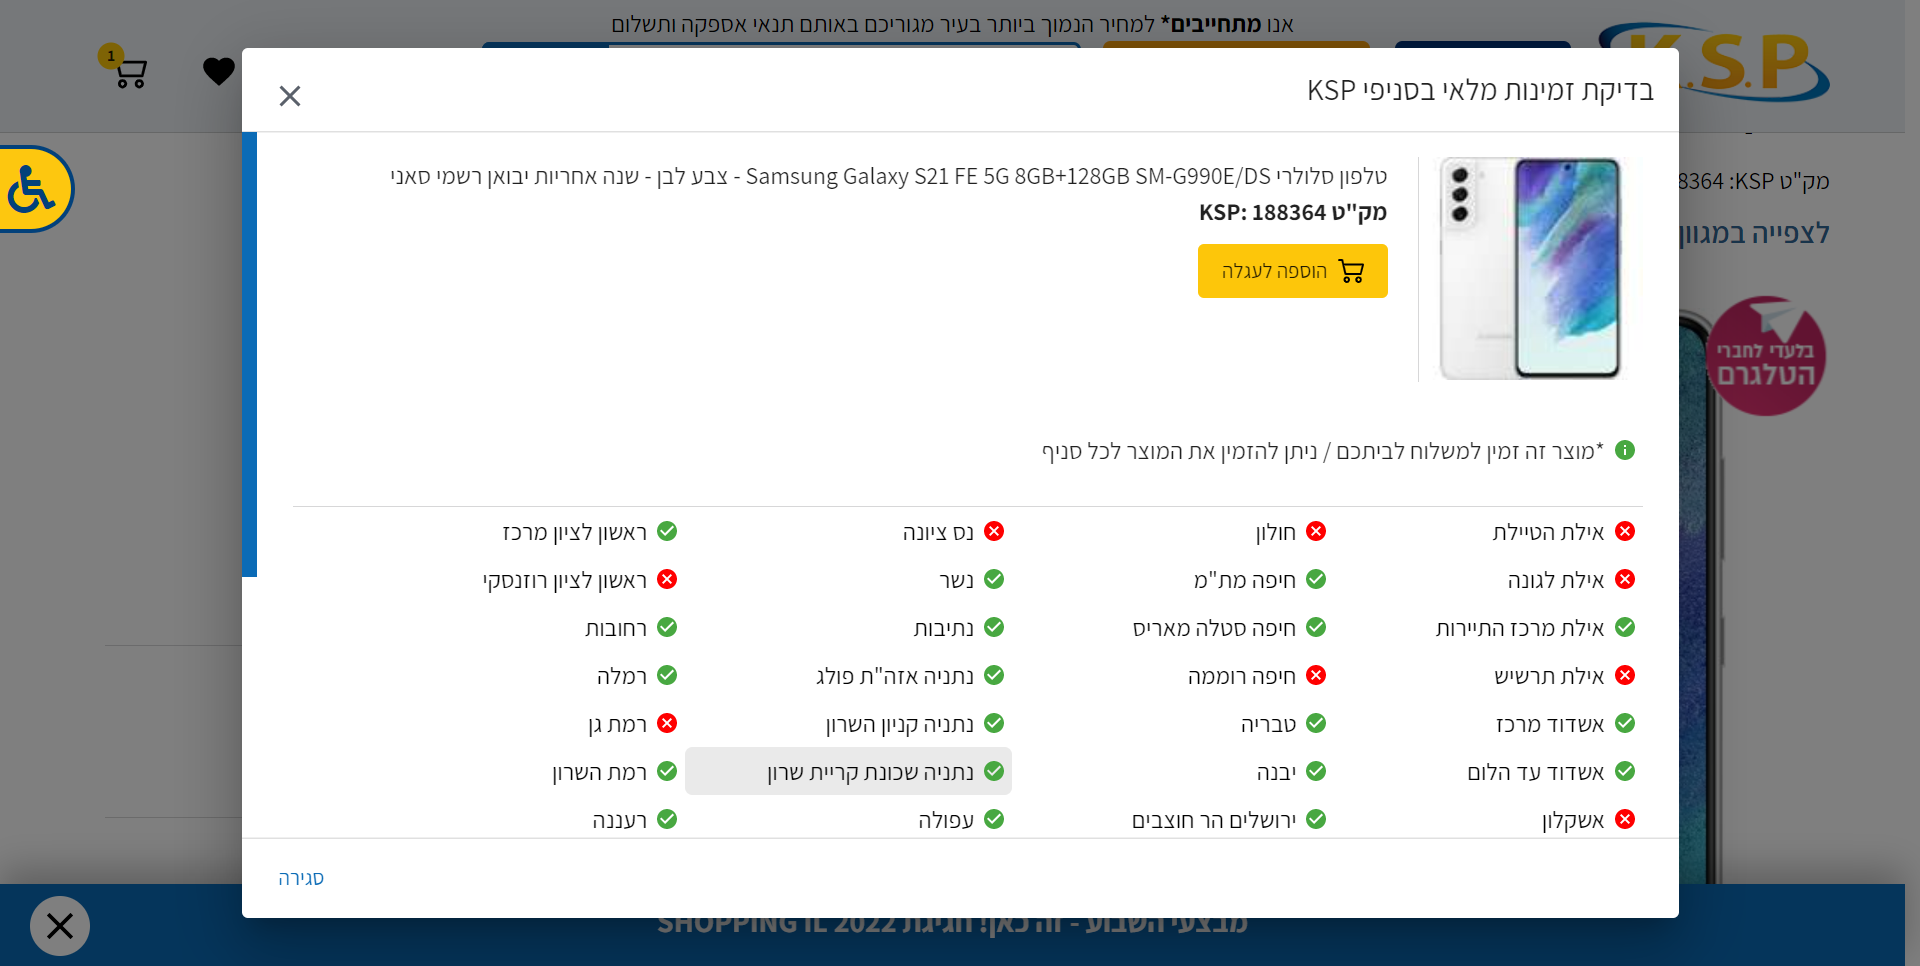 אנו מתחייבים* למחיר הנמוך ביותר בעיר מגוריכם באותם תנאי אספקה ותשלום
K.S.P
1
בדיקת זמינות מלאי בסניפי KSP
טלפון סלולרי Samsung Galaxy S21 FE 5G 8GB+128GB SM-G990E/DS - צבע לבן - שנה אחריות יבואן רשמי סאני
מק"ט KSP: 188364
הוספה לעגלה
מק"ט KSP: 8364
לצפייה במגוון
בלעדי לחברי
הטלגרם
*מוצר זה זמין למשלוח לביתכם / ניתן להזמין את המוצר לכל סניף
אילת הטיילת
אילת לגונה
אילת מרכז התיירות
אילת תרשיש
אשדוד מרכז
אשדוד עד הלום
אשקלון
חולון
חיפה מת"מ
חיפה סטלה מאריס
חיפה רוממה
טבריה
יבנה
ירושלים הר חוצבים
נס ציונה
נשר
נתיבות
נתניה אזה"ת פולג
נתניה קניון השרון
נתניה שכונת קריית שרון
עפולה
ראשון לציון מרכז
ראשון לציון רוזנסקי
רחובות
רמלה
רמת גן
רמת השרון
רעננה
סגירה
מבצעי השבוע - זה כאן! חגיגת SHOPPING IL 2022